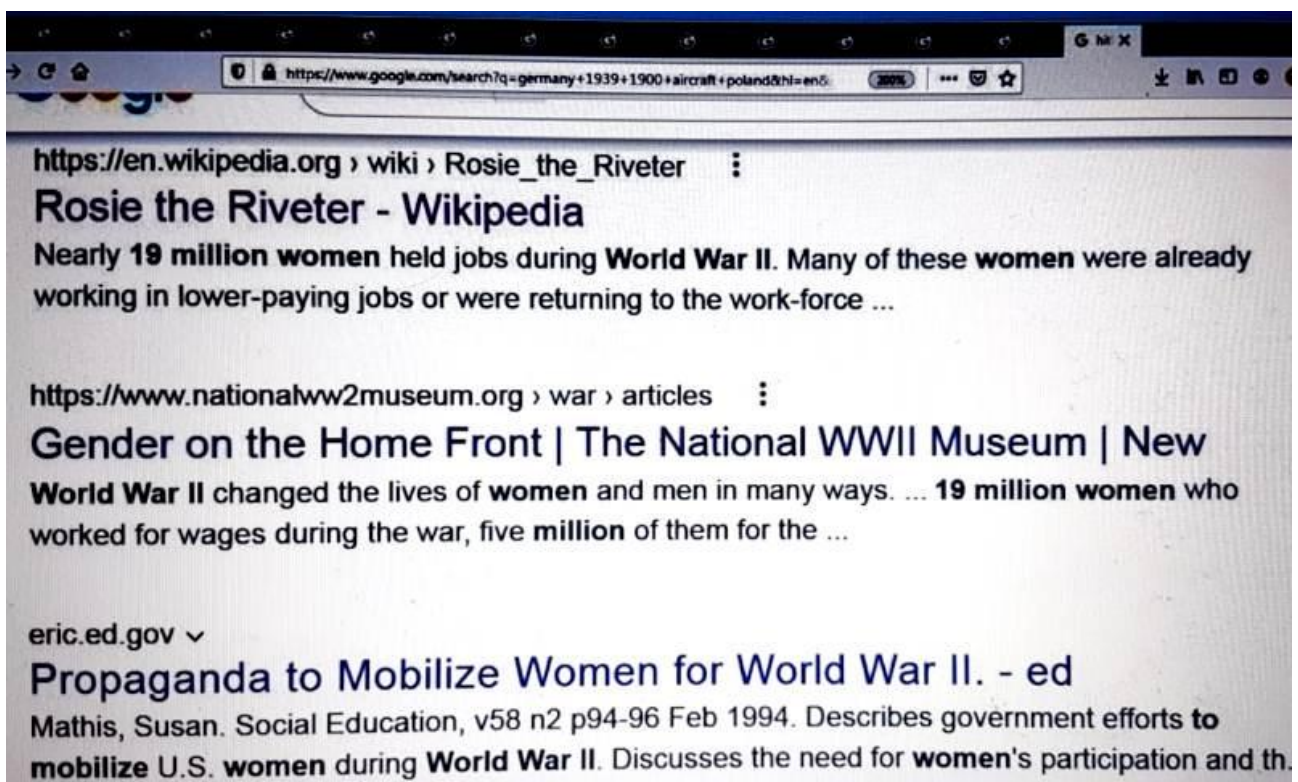 G hit X
https://www.google.com/search?q=germany+1939+1900+aircraft+poland&hl=en&
200%
https://en.wikipedia.org › wiki › Rosie_the_Riveter
Rosie the Riveter - Wikipedia
Nearly 19 million women held jobs during World War II. Many of these women were already
working in lower-paying jobs or were returning to the work-force ...
https://www.nationalww2museum.org › war › articles
Gender on the Home Front | The National WWII Museum | New
World War II changed the lives of women and men in many ways. ... 19 million women who
worked for wages during the war, five million of them for the ...
eric.ed.gov
Propaganda to Mobilize Women for World War II. - ed
Mathis, Susan. Social Education, v58 n2 p94-96 Feb 1994. Describes government efforts to
mobilize U.S. women during World War II. Discusses the need for women's participation and th.